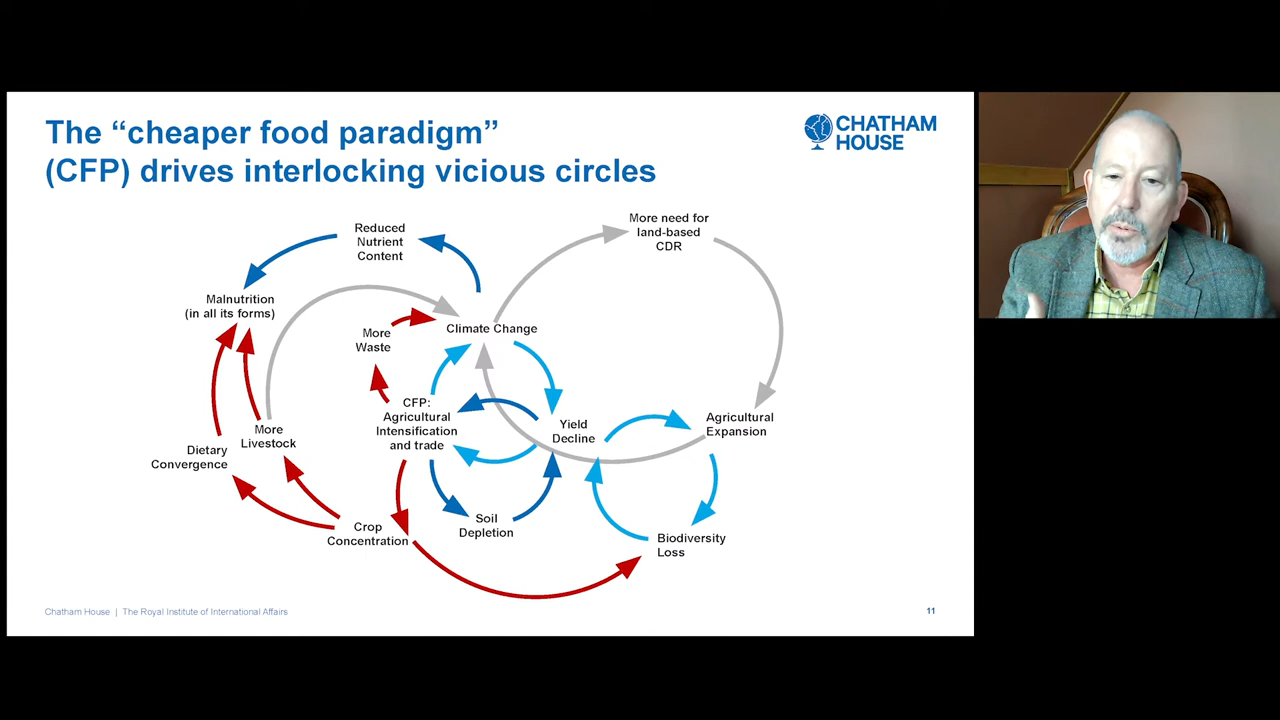 The “cheaper food paradigm”
(CFP) drives interlocking vicious circles
CHATHAM
HOUSE
Reduced
Nutrient
Content
More need for
land-based
CDR
Malnutrition
(in all its forms)
More
Waste
Climate Change
CFP:
Agricultural
Intensification
and trade
Yield
Decline
Agricultural
Expansion
More
Livestock
Dietary
Convergence
Crop
Concentration
Soil
Depletion
Biodiversity
Loss
Chatham House | The Royal Institute of International Affairs
11